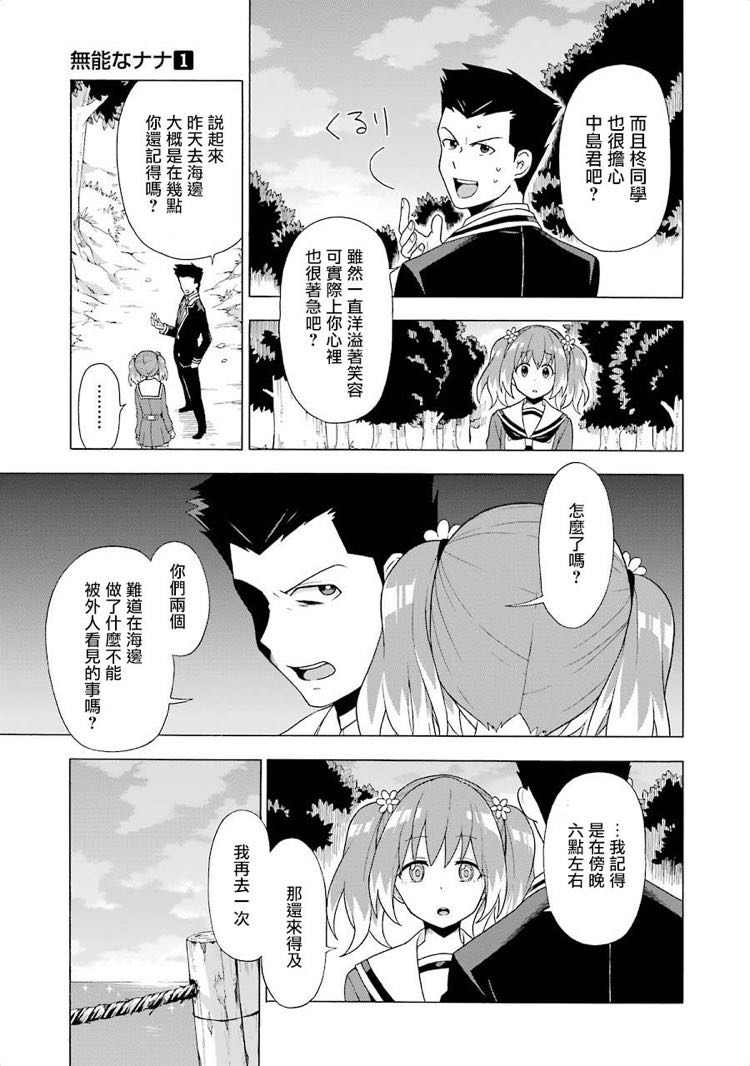 無能なナナ1
而且柊同學
也很擔心
中島君吧？
くるり
雖然一直洋溢著笑容
可實際上你心裡
也很著急吧？
說起來
昨天去海邊
大概是在幾點
你還記得嗎？
………
怎麼了嗎？
你們兩個
難道在海邊
做了什麼不能
被外人看見的事嗎？
…我記得
是在傍晚
六點左右
那還來得及
我再去一次